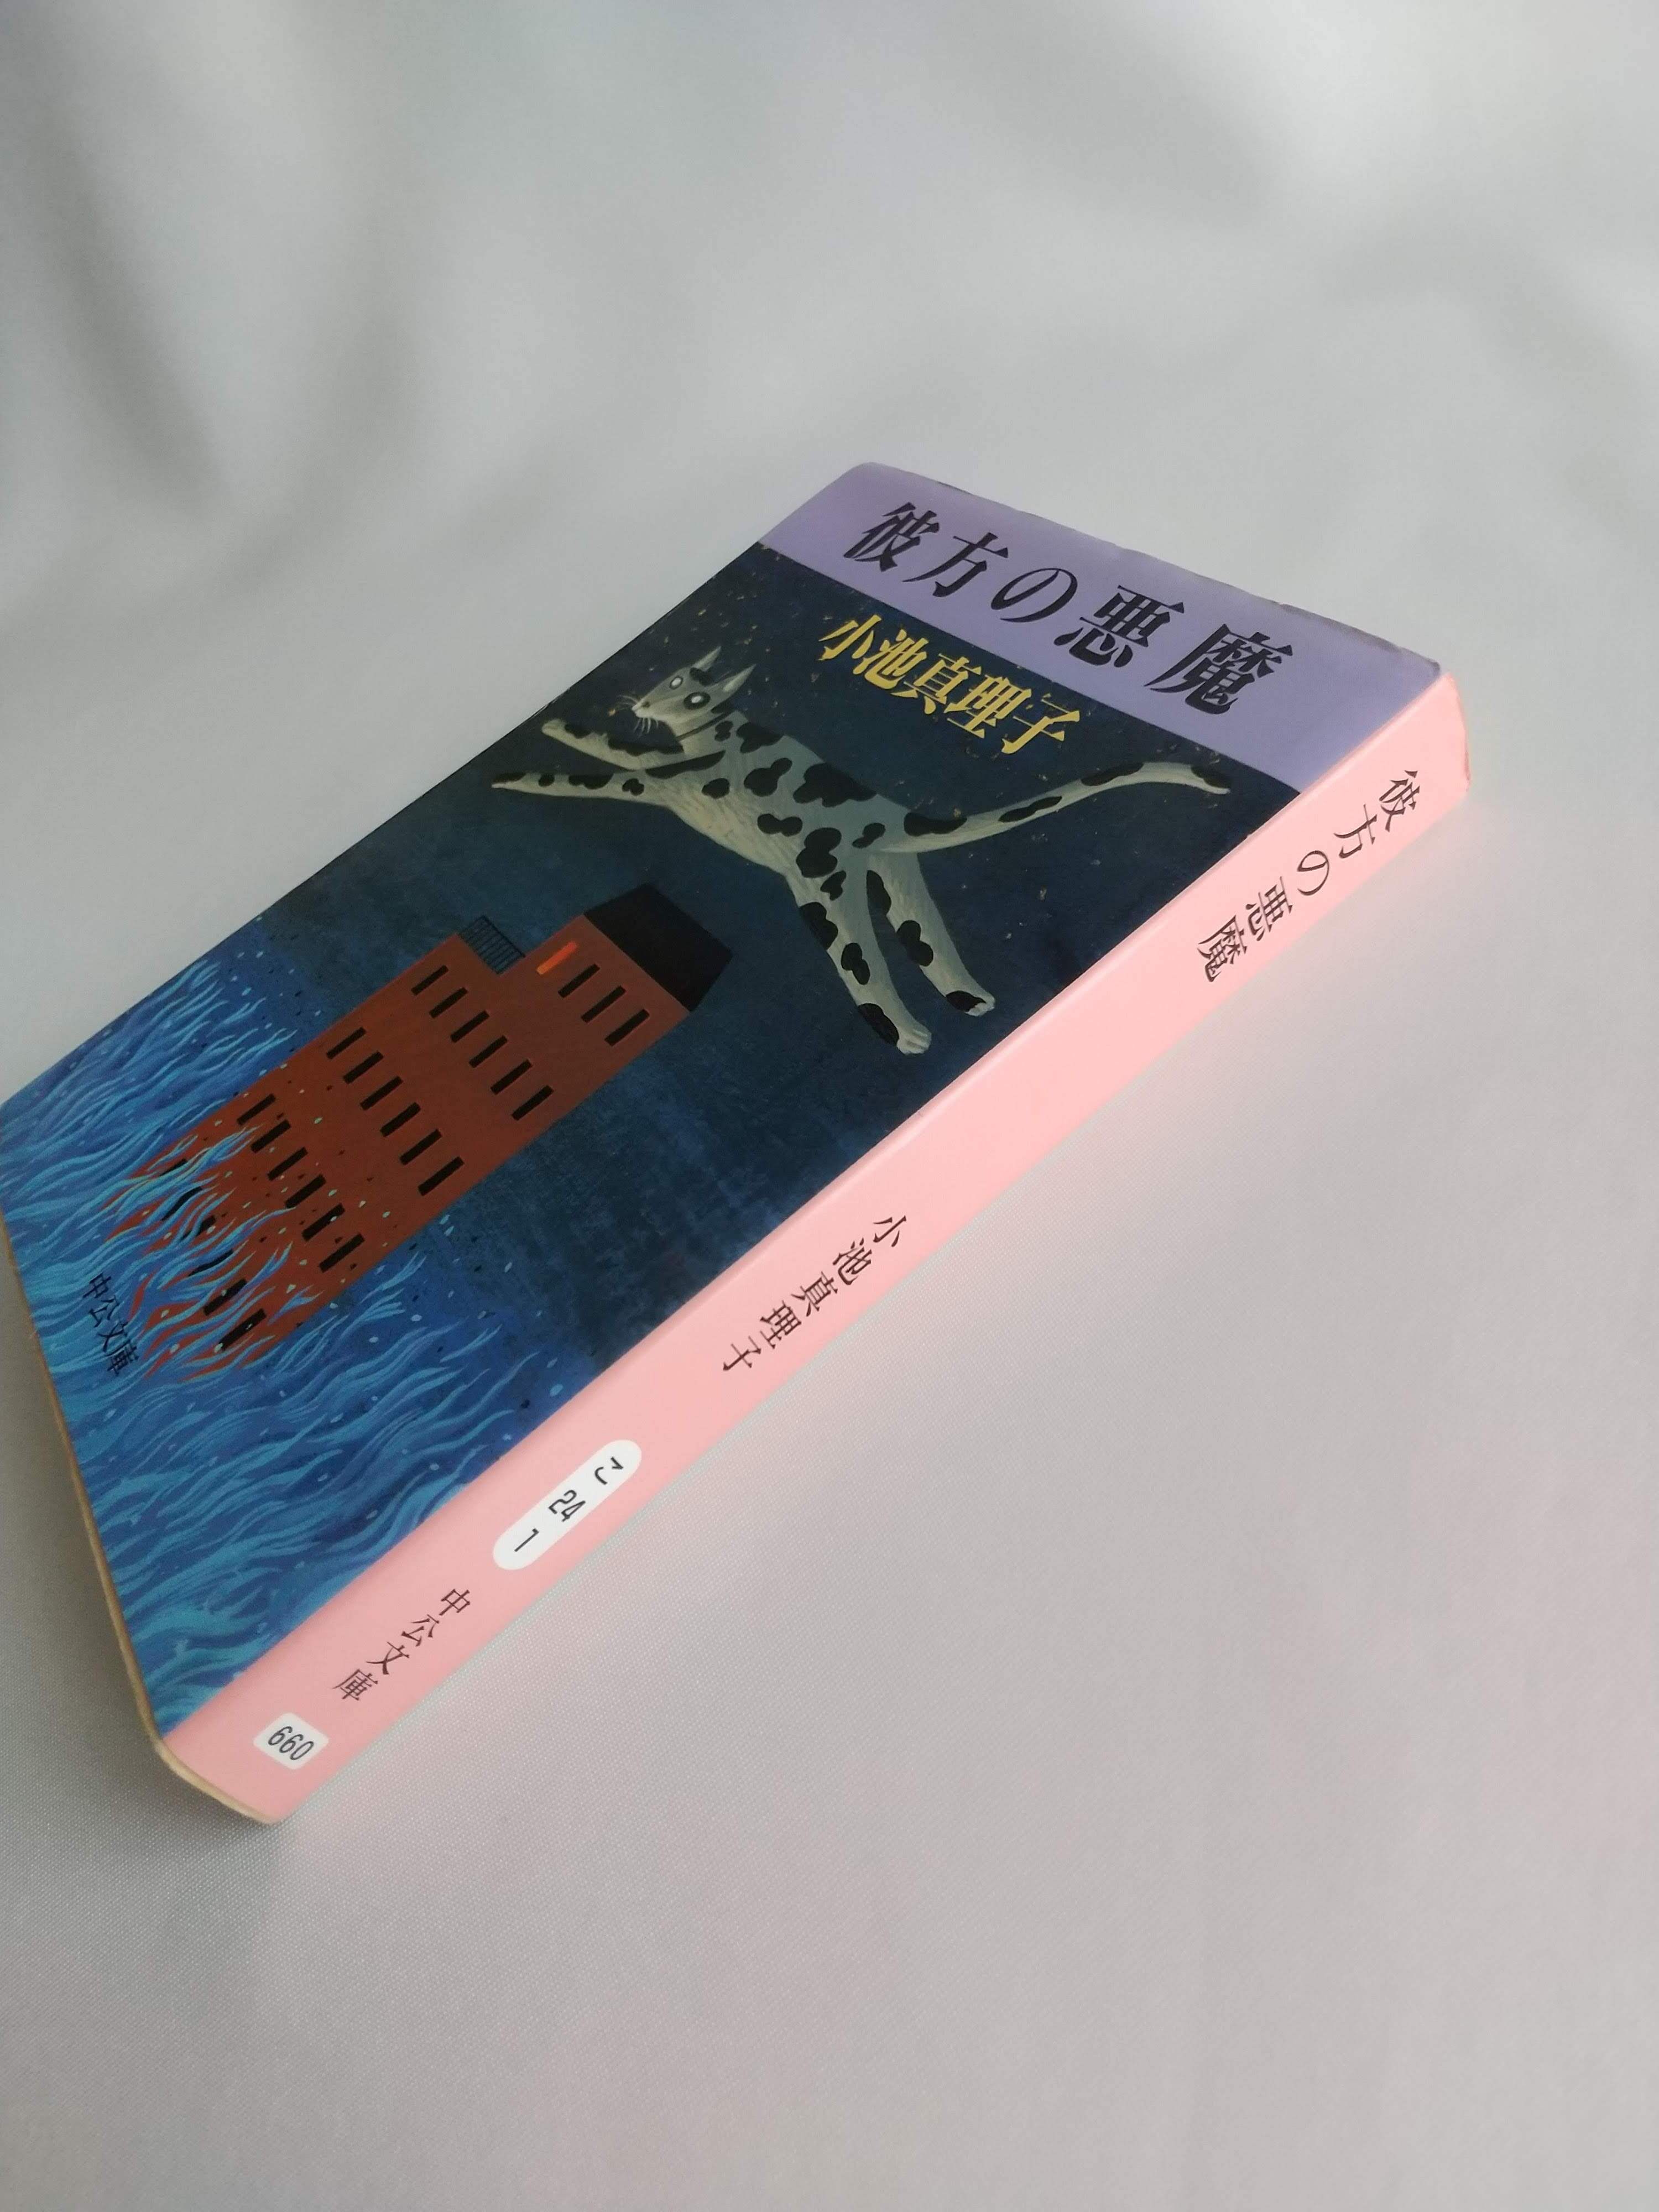 彼方の悪魔
小池真理子
中公文庫
彼方の悪魔
小池真理子
こ
24
1
中公文庫
660